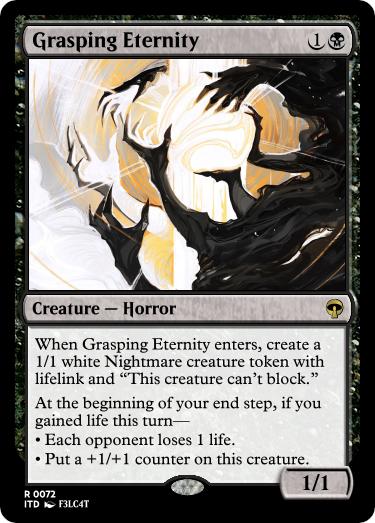 Grasping Eternity
1
Creature — Horror
When Grasping Eternity enters, create a
1/1 white Nightmare creature token with
lifelink and “This creature can’t block.”
At the beginning of your end step, if you
gained life this turn—
• Each opponent loses 1 life.
• Put a +1/+1 counter on this creature.
1/1
R 0072
ITD F3LC4T